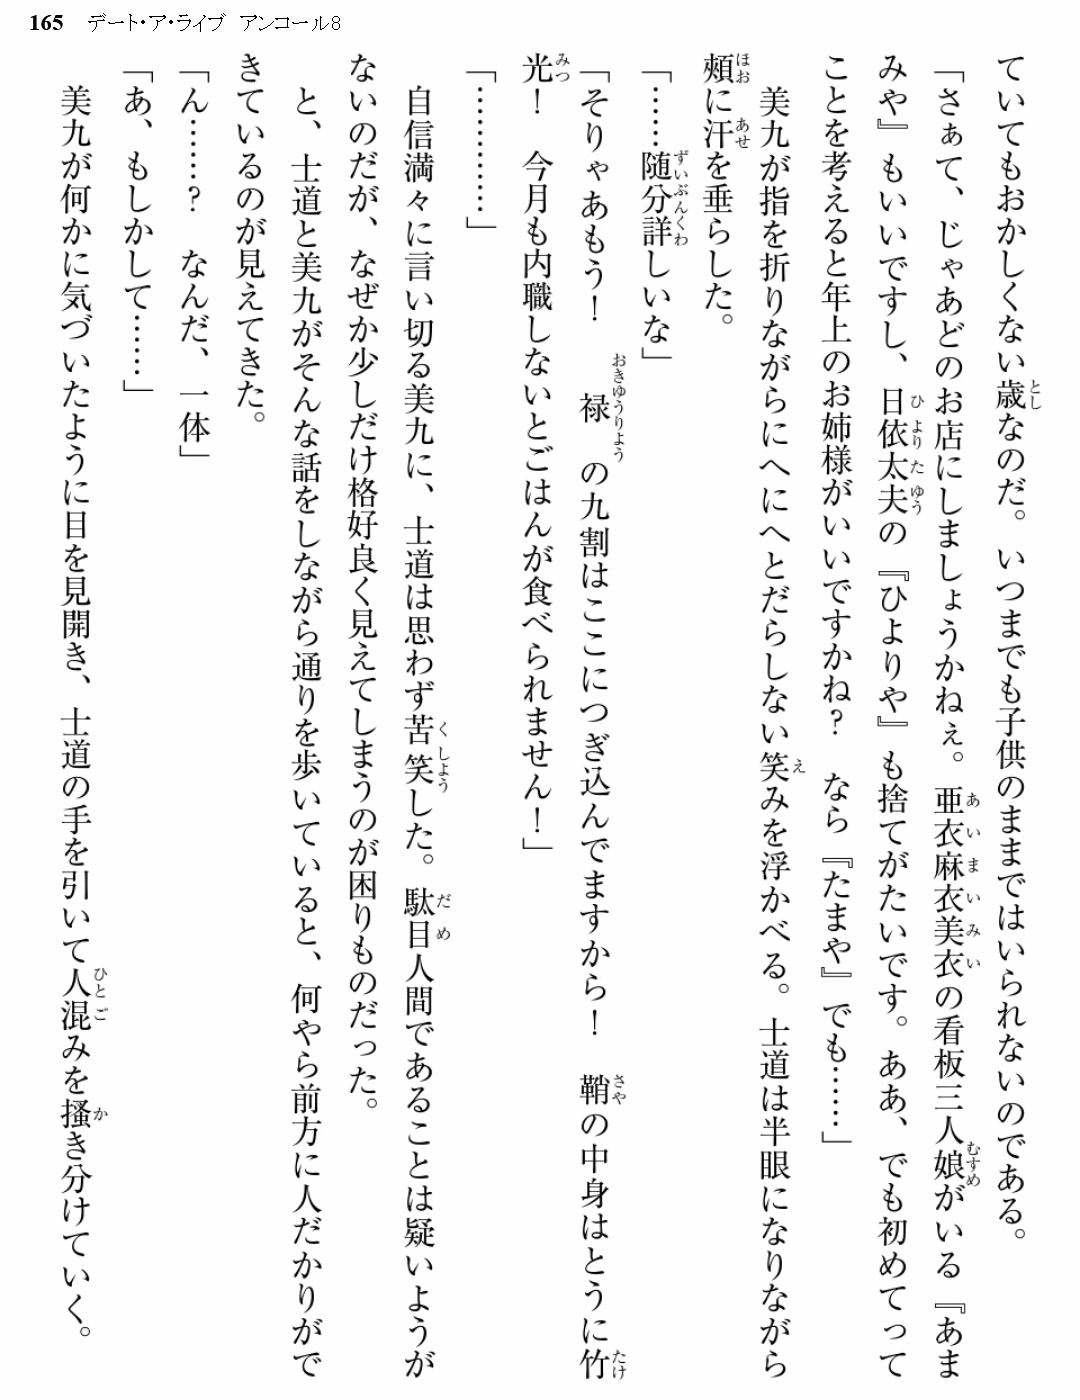 165 デート・ア・ライブ アンコール8
ていてもおかしくない歳なのだ。いつまでも子供のままではいられないのである。
「さぁて、じゃあどのお店にしましょうかねぇ。亜衣麻衣美衣の看板三人娘がいる『あま
みや』もいいですし、日依太夫の『ひよりや』も捨てがたいです。ああ、でも初めてって
ことを考えると年上のお姉様がいいですかね? なら『たまや』でも……」
美九が指を折りながらにへにへとだらしない笑みを浮かべる。士道は半眼になりながら
頰に汗を垂らした。
「……随分詳しいな」
「そりゃあもう! 禄の九割はここにつぎ込んでますから! 鞘の中身はとうに竹
光! 今月も内職しないとごはんが食べられません!」
「…………」
自信満々に言い切る美九に、士道は思わず苦笑した。駄目人間であることは疑いようが
ないのだが、なぜか少しだけ格好良く見えてしまうのが困りものだった。
と、士道と美九がそんな話をしながら通りを歩いていると、何やら前方に人だかりがで
きているのが見えてきた。
「ん……? なんだ、一体」
「あ、もしかして……」
美九が何かに気づいたように目を見開き、士道の手を引いて人混みを搔き分けていく。